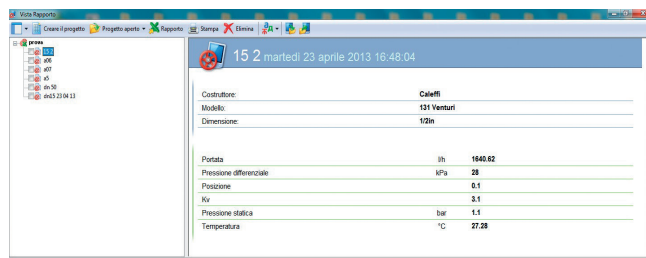 Vista Rapporto
Creare il progetto Progetto aperto Rapporto Stampa Elimina
prova
15 2
a06
a07
a5
dn 50
dn15 23 04 13
15 2 martedì 23 aprile 2013 16:48:04
Costruttore: Caleffi
Modello: 131 Venturi
Dimensione: 1/2in
Portata l/h 1640.62
Pressione differenziale kPa 28
Posizione 0.1
Kv 3.1
Pressione statica bar 1.1
Temperatura °C 27.28